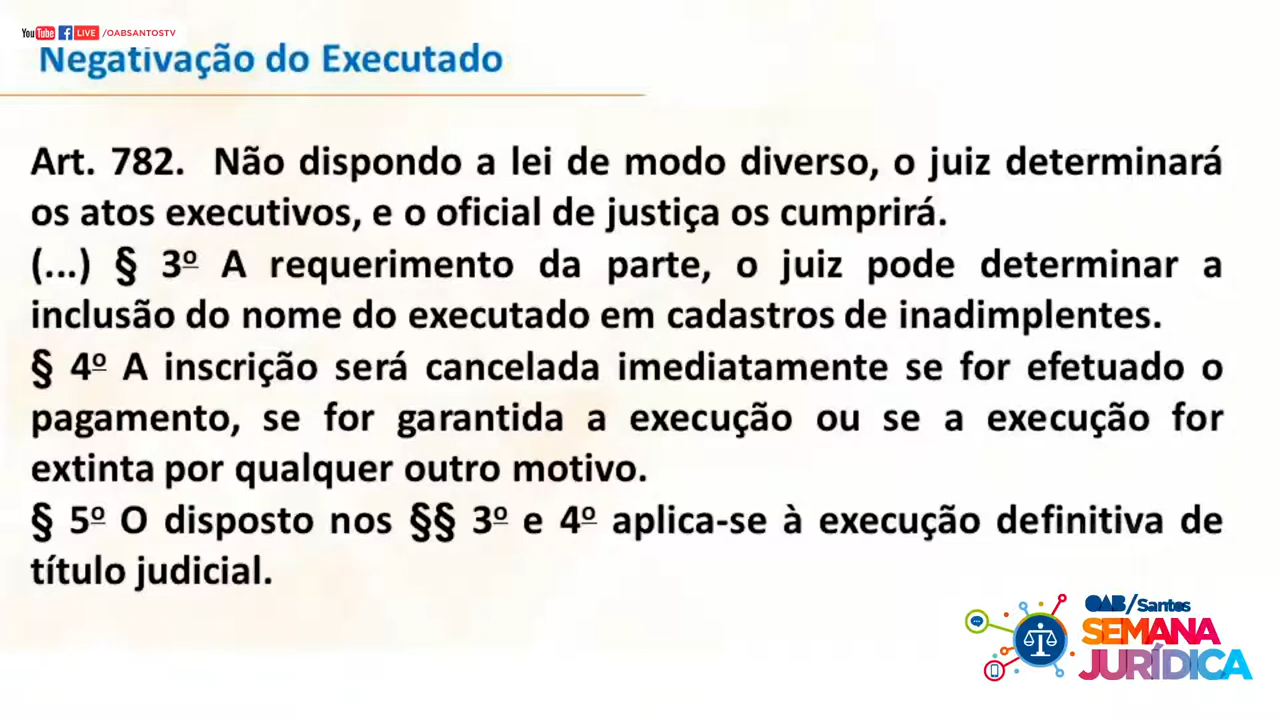 YouTube f LIVE /OABSANTOSTV
Negativação do Executado
Art. 782. Não dispondo a lei de modo diverso, o juiz determinará
os atos executivos, e o oficial de justiça os cumprirá.
(...) § 3º A requerimento da parte, o juiz pode determinar a
inclusão do nome do executado em cadastros de inadimplentes.
§ 4º A inscrição será cancelada imediatamente se for efetuado o
pagamento, se for garantida a execução ou se a execução for
extinta por qualquer outro motivo.
§ 5º O disposto nos §§ 3º e 4º aplica-se à execução definitiva de
título judicial.
OAB/Santos
SEMANA
JURÍDICA